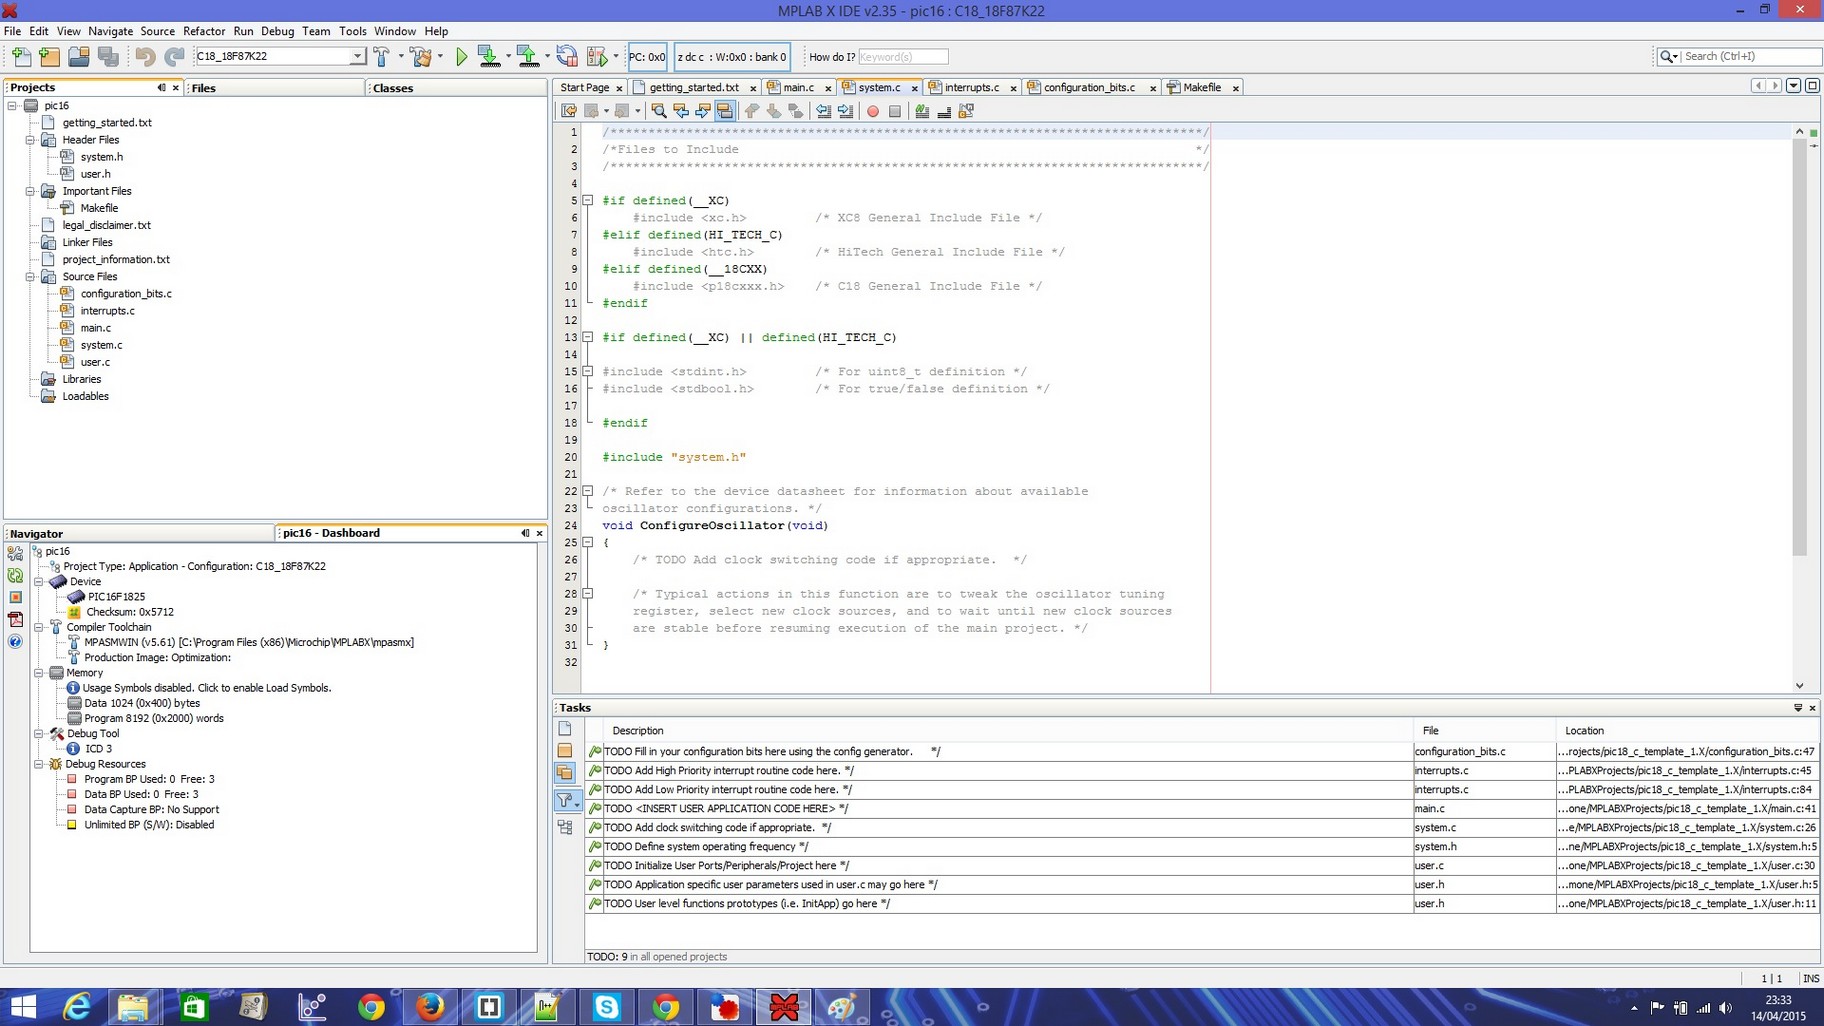 MPLAB X IDE v2.35 - pic16 : C18_18F87K22
File Edit View Navigate Source Refactor Run Debug Team Tools Window Help
C18_18F87K22
PC: 0x0
z dc c : W:0x0 : bank 0
How do I? Keyword(s)
Search (Ctrl+I)
Projects
Files
Classes
pic16
getting_started.txt
Header Files
system.h
user.h
Important Files
Makefile
legal_disclaimer.txt
Linker Files
project_information.txt
Source Files
configuration_bits.c
interrupts.c
main.c
system.c
user.c
Libraries
Loadables
Navigator
pic16 - Dashboard
pic16
Project Type: Application - Configuration: C18_18F87K22
Device
PIC16F1825
Checksum: 0x5712
Compiler Toolchain
MPASMWIN (v5.61) [C:\Program Files (x86)\Microchip\MPLABX\mpasmx]
Production Image: Optimization:
Memory
Usage Symbols disabled. Click to enable Load Symbols.
Data 1024 (0x400) bytes
Program 8192 (0x2000) words
Debug Tool
ICD 3
Debug Resources
Program BP Used: 0 Free: 3
Data BP Used: 0 Free: 3
Data Capture BP: No Support
Unlimited BP (S/W): Disabled
Start Page getting_started.txt main.c system.c interrupts.c configuration_bits.c Makefile
1 /*******************************************************************************/
2 /*Files to Include */
3 /*******************************************************************************/
4
5 #if defined(__XC)
6 #include <xc.h> /* XC8 General Include File */
7 #elif defined(HI_TECH_C)
8 #include <htc.h> /* HiTech General Include File */
9 #elif defined(__18CXX)
10 #include <p18cxxx.h> /* C18 General Include File */
11 #endif
12
13 #if defined(__XC) || defined(HI_TECH_C)
14
15 #include <stdint.h> /* For uint8_t definition */
16 #include <stdbool.h> /* For true/false definition */
17
18 #endif
19
20 #include "system.h"
21
22 /* Refer to the device datasheet for information about available
23 oscillator configurations. */
24 void ConfigureOscillator(void)
25 {
26 /* TODO Add clock switching code if appropriate. */
27
28 /* Typical actions in this function are to tweak the oscillator tuning
29 register, select new clock sources, and to wait until new clock sources
30 are stable before resuming execution of the main project. */
31 }
32
Tasks
Description File Location
TODO Fill in your configuration bits here using the config generator. */ configuration_bits.c ...rojects/pic18_c_template_1.X/configuration_bits.c:47
TODO Add High Priority interrupt routine code here. */ interrupts.c ...PLABXProjects/pic18_c_template_1.X/interrupts.c:45
TODO Add Low Priority interrupt routine code here. */ interrupts.c ...PLABXProjects/pic18_c_template_1.X/interrupts.c:84
TODO <INSERT USER APPLICATION CODE HERE> */ main.c ...one/MPLABXProjects/pic18_c_template_1.X/main.c:41
TODO Add clock switching code if appropriate. */ system.c ...e/MPLABXProjects/pic18_c_template_1.X/system.c:26
TODO Define system operating frequency */ system.h ...ne/MPLABXProjects/pic18_c_template_1.X/system.h:5
TODO Initialize User Ports/Peripherals/Project here */ user.c ...one/MPLABXProjects/pic18_c_template_1.X/user.c:30
TODO Application specific user parameters used in user.c may go here */ user.h ...mone/MPLABXProjects/pic18_c_template_1.X/user.h:5
TODO User level functions prototypes (i.e. InitApp) go here */ user.h ...one/MPLABXProjects/pic18_c_template_1.X/user.h:11
TODO: 9 in all opened projects
1 | 1 INS
23:33
14/04/2015